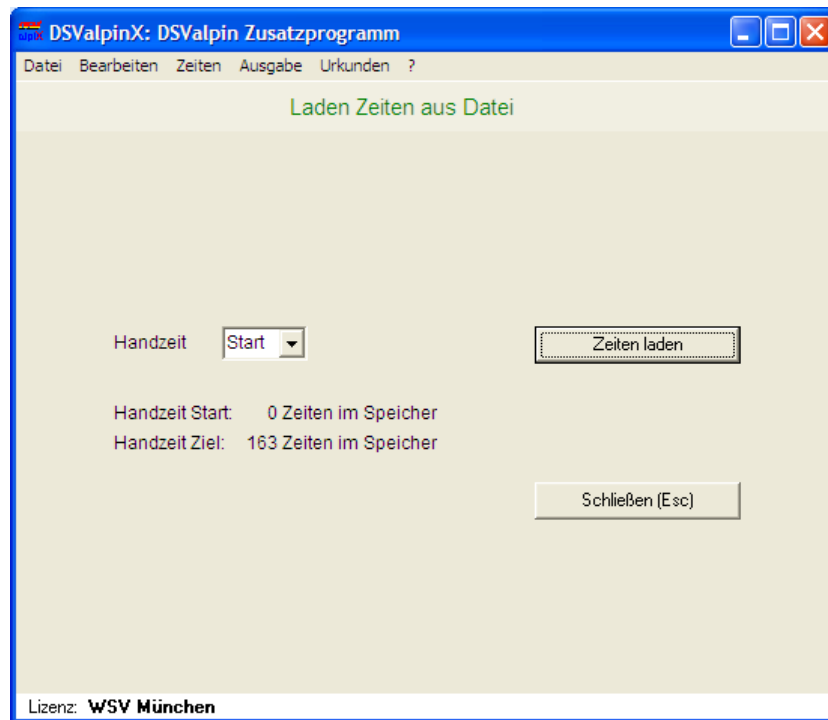 DSValpinX: DSValpin Zusatzprogramm
Datei Bearbeiten Zeiten Ausgabe Urkunden ?
Laden Zeiten aus Datei
Handzeit Start Zeiten laden
Handzeit Start: 0 Zeiten im Speicher
Handzeit Ziel: 163 Zeiten im Speicher
Schließen (Esc)
Lizenz: WSV München